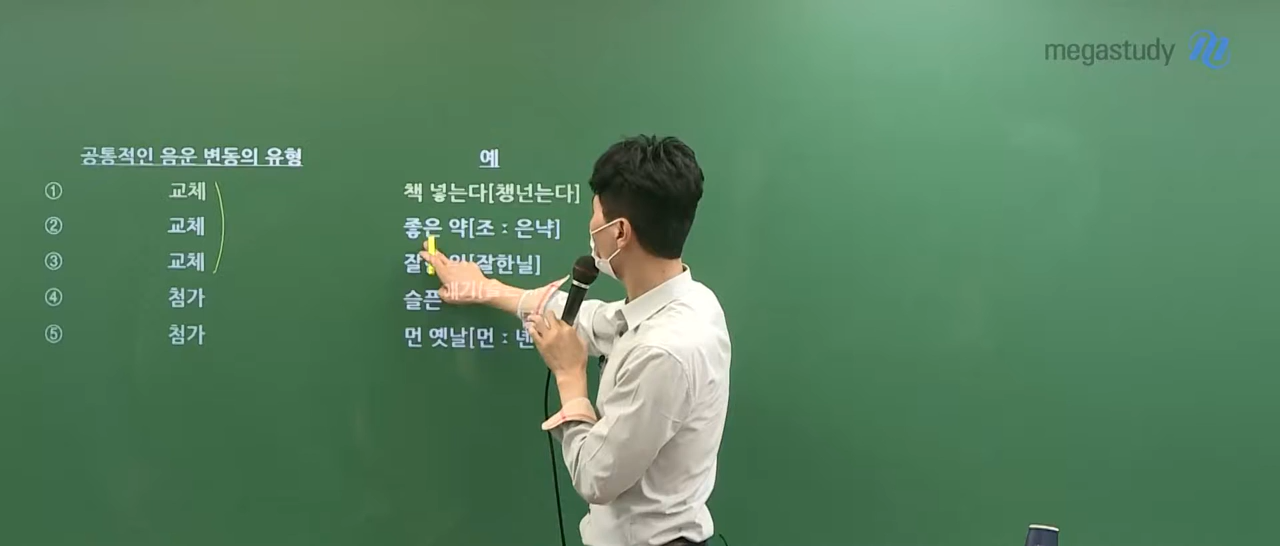 megastudy
공통적인 음운 변동의 유형 예
① 교체 책 넣는다[챙넌는다]
② 교체 좋은 약[조ː은냑]
③ 교체 잘 [잘한닐]
④ 첨가 슬픈
⑤ 첨가 먼 옛날[먼ː